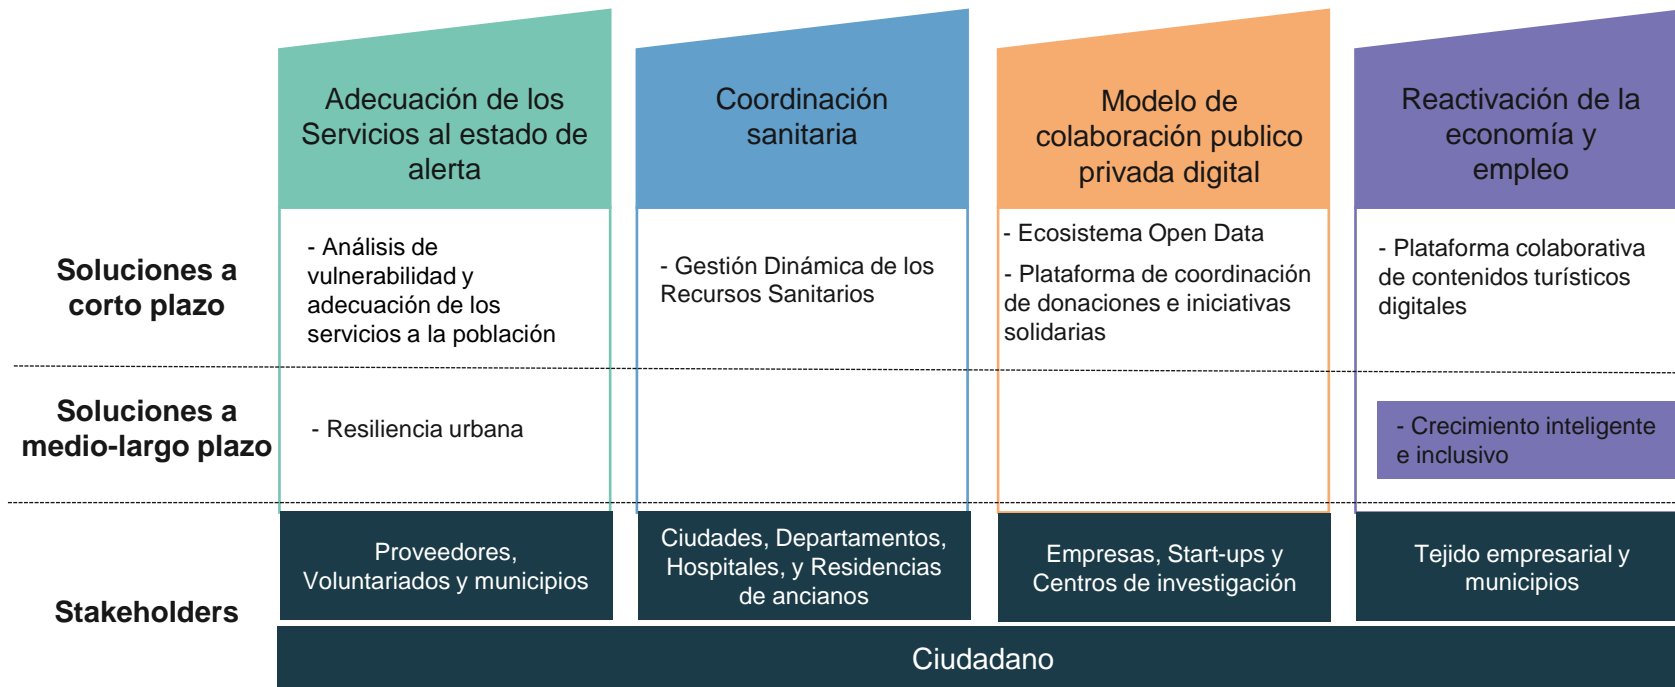 Adecuación de los
Servicios al estado de
alerta
Coordinación
sanitaria
Modelo de
colaboración publico
privada digital
Reactivación de la
economía y
empleo
Soluciones a
corto plazo
- Análisis de
vulnerabilidad y
adecuación de los
servicios a la población
- Gestión Dinámica de los
Recursos Sanitarios
- Ecosistema Open Data
- Plataforma de coordinación
de donaciones e iniciativas
solidarias
- Plataforma colaborativa
de contenidos turísticos
digitales
Soluciones a
medio-largo plazo
- Resiliencia urbana
- Crecimiento inteligente
e inclusivo
Stakeholders
Proveedores,
Voluntariados y municipios
Ciudades, Departamentos,
Hospitales, y Residencias
de ancianos
Empresas, Start-ups y
Centros de investigación
Tejido empresarial y
municipios
Ciudadano